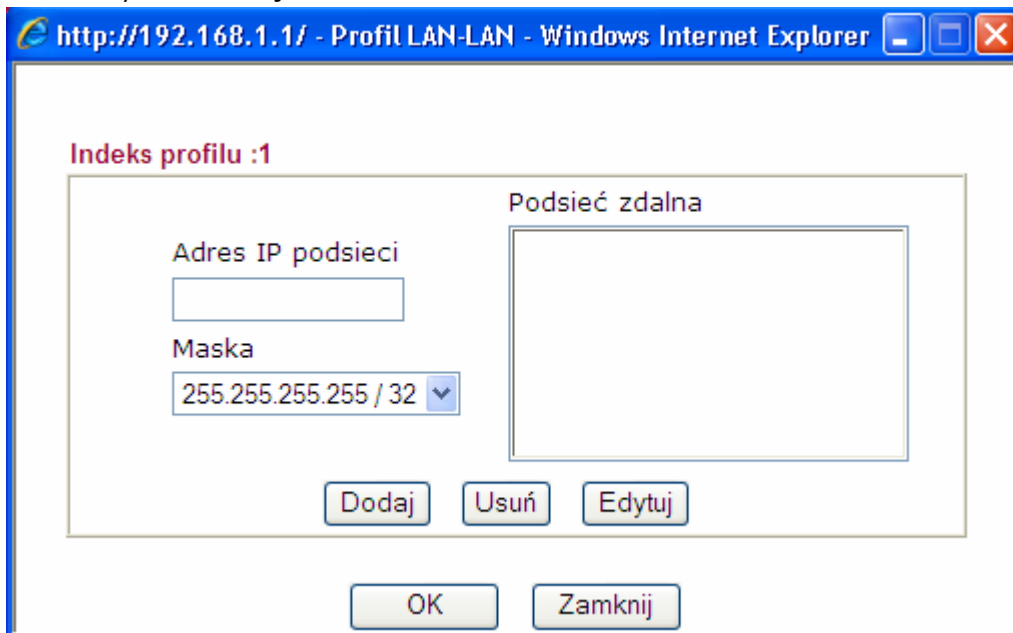 http://192.168.1.1/ - Profil LAN-LAN - Windows Internet Explorer
Indeks profilu :1
Podsieć zdalna
Adres IP podsieci
Maska
255.255.255.255 / 32
Dodaj Usuń Edytuj
OK Zamknij